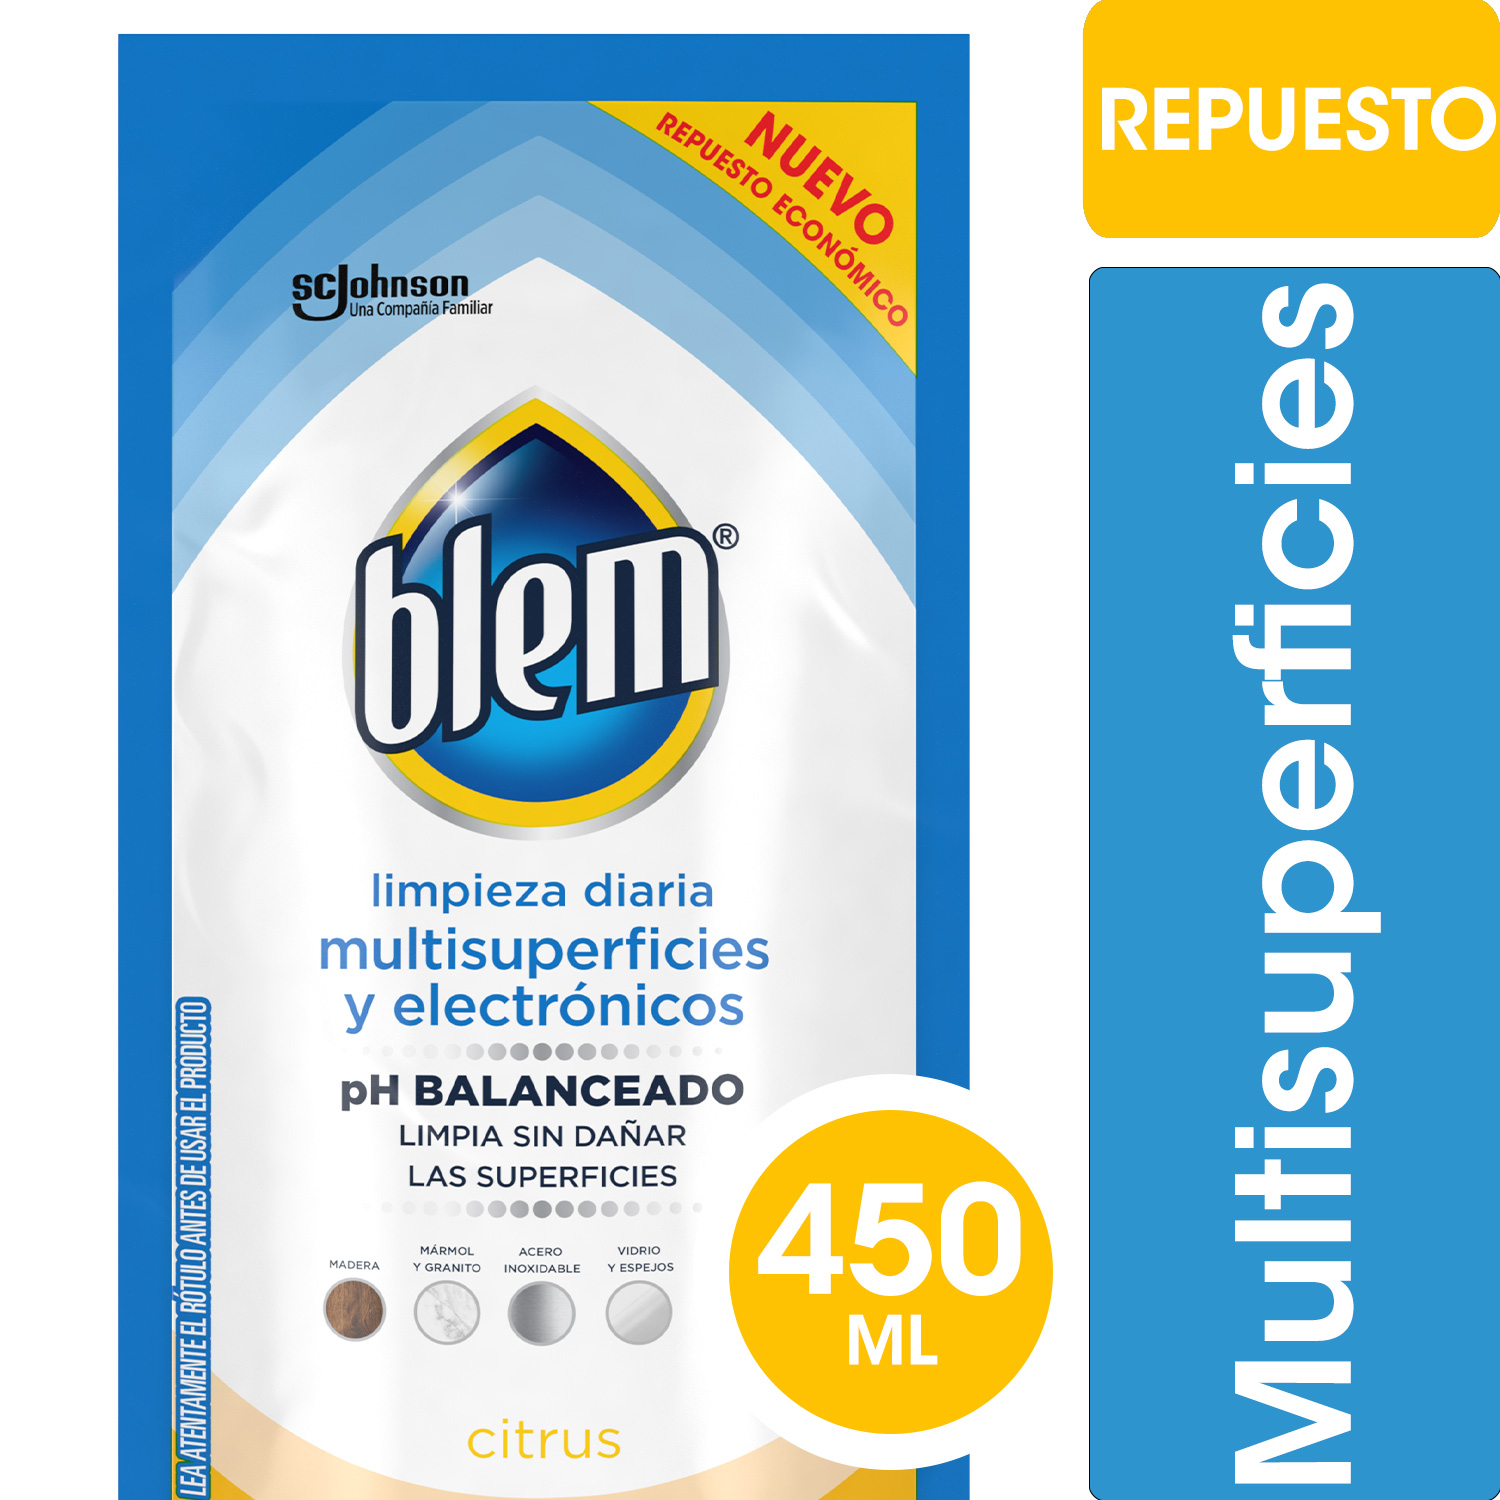 REPUESTO
NUEVO
REPUESTO ECONÓMICO
scJohnson
Una Compañía Familiar
blem®
limpieza diaria
multisuperficies
y electrónicos
pH BALANCEADO
LIMPIA SIN DAÑAR
LAS SUPERFICIES
MADERA
MÁRMOL
Y GRANITO
ACERO
INOXIDABLE
VIDRIO
Y ESPEJOS
450
ML
citrus
LEA ATENTAMENTE EL RÓTULO ANTES DE USAR EL PRODUCTO
Multisuperficies